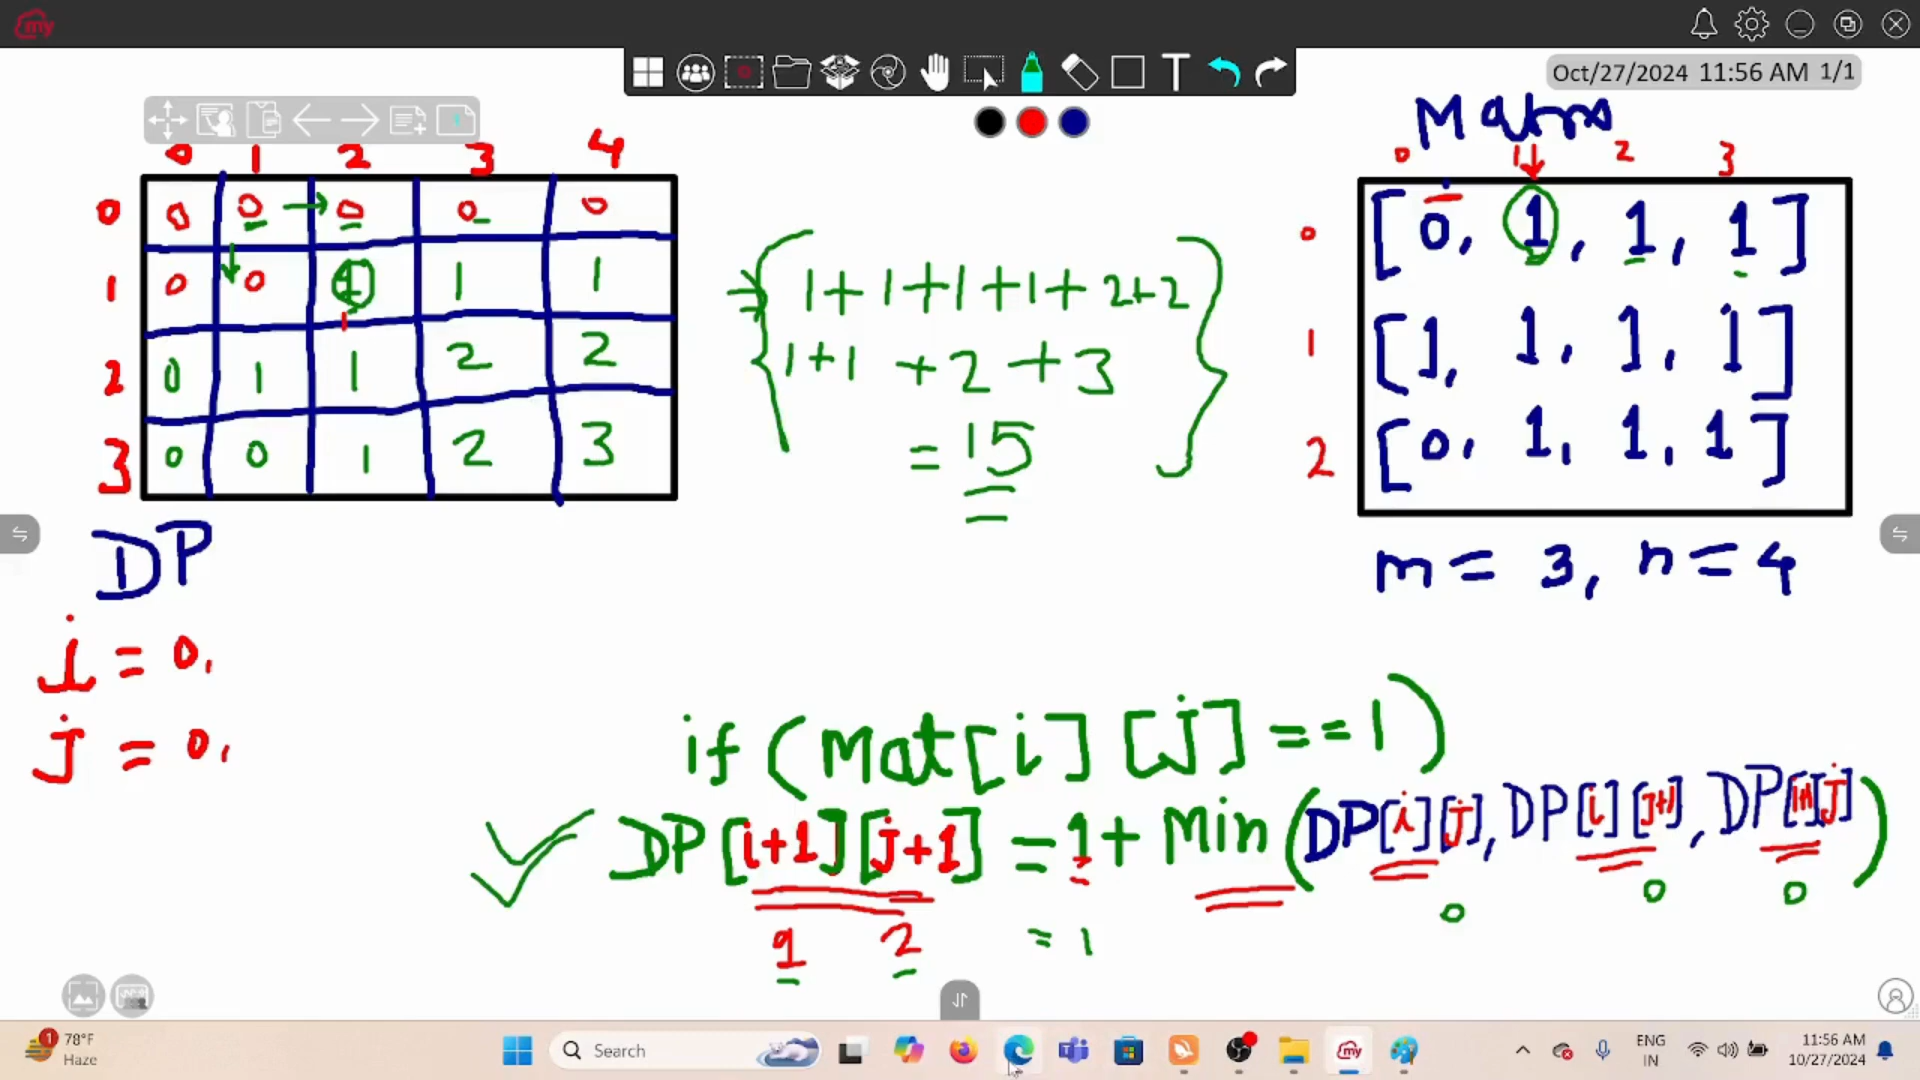 my
Oct/27/2024 11:56 AM 1/1
T
0 1 2 3 4
0 0 0 0 0 0
1 0 0 1 1 1
2 0 1 1 2 2
3 0 0 1 2 3
DP
i = 0,
j = 0,
1+1+1+1+2+2
1+1 +2+3
= 15
0 1 2 3
0 [0, 1, 1, 1]
1 [1, 1, 1, 1]
2 [0, 1, 1, 1]
m = 3, n = 4
if (Mat[i][j] == 1)
DP[i+1][j+1] = 1 + Min (DP[i][j], DP[i][j+1], DP[i+1][j])
0 0 0
1 2 = 1
1
78°F
Haze
Search
my
ENG
IN
11:56 AM
10/27/2024